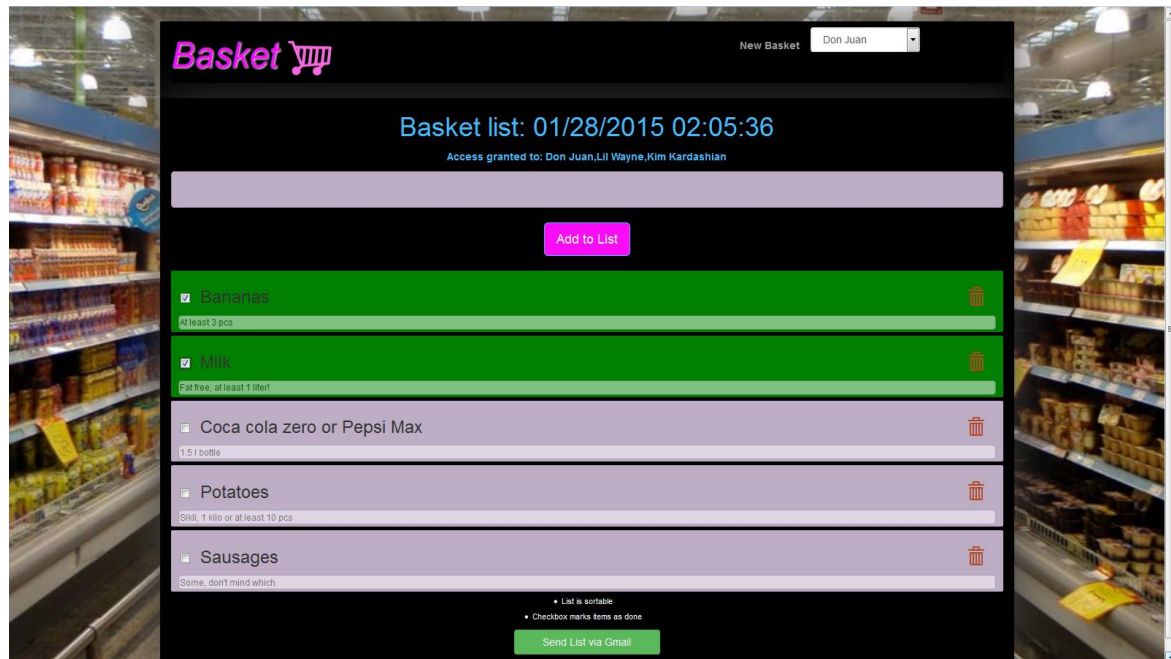 Basket
New Basket Don Juan
Basket list: 01/28/2015 02:05:36
Access granted to: Don Juan,Lil Wayne,Kim Kardashian
Add to List
Bananas
At least 3 pcs
Milk
Fat free, at least 1 liter!
Coca cola zero or Pepsi Max
1.5 l bottle
Potatoes
Sikli, 1 kilo or at least 10 pcs
Sausages
Some, don't mind which
• List is sortable
• Checkbox marks items as done
Send List via Gmail